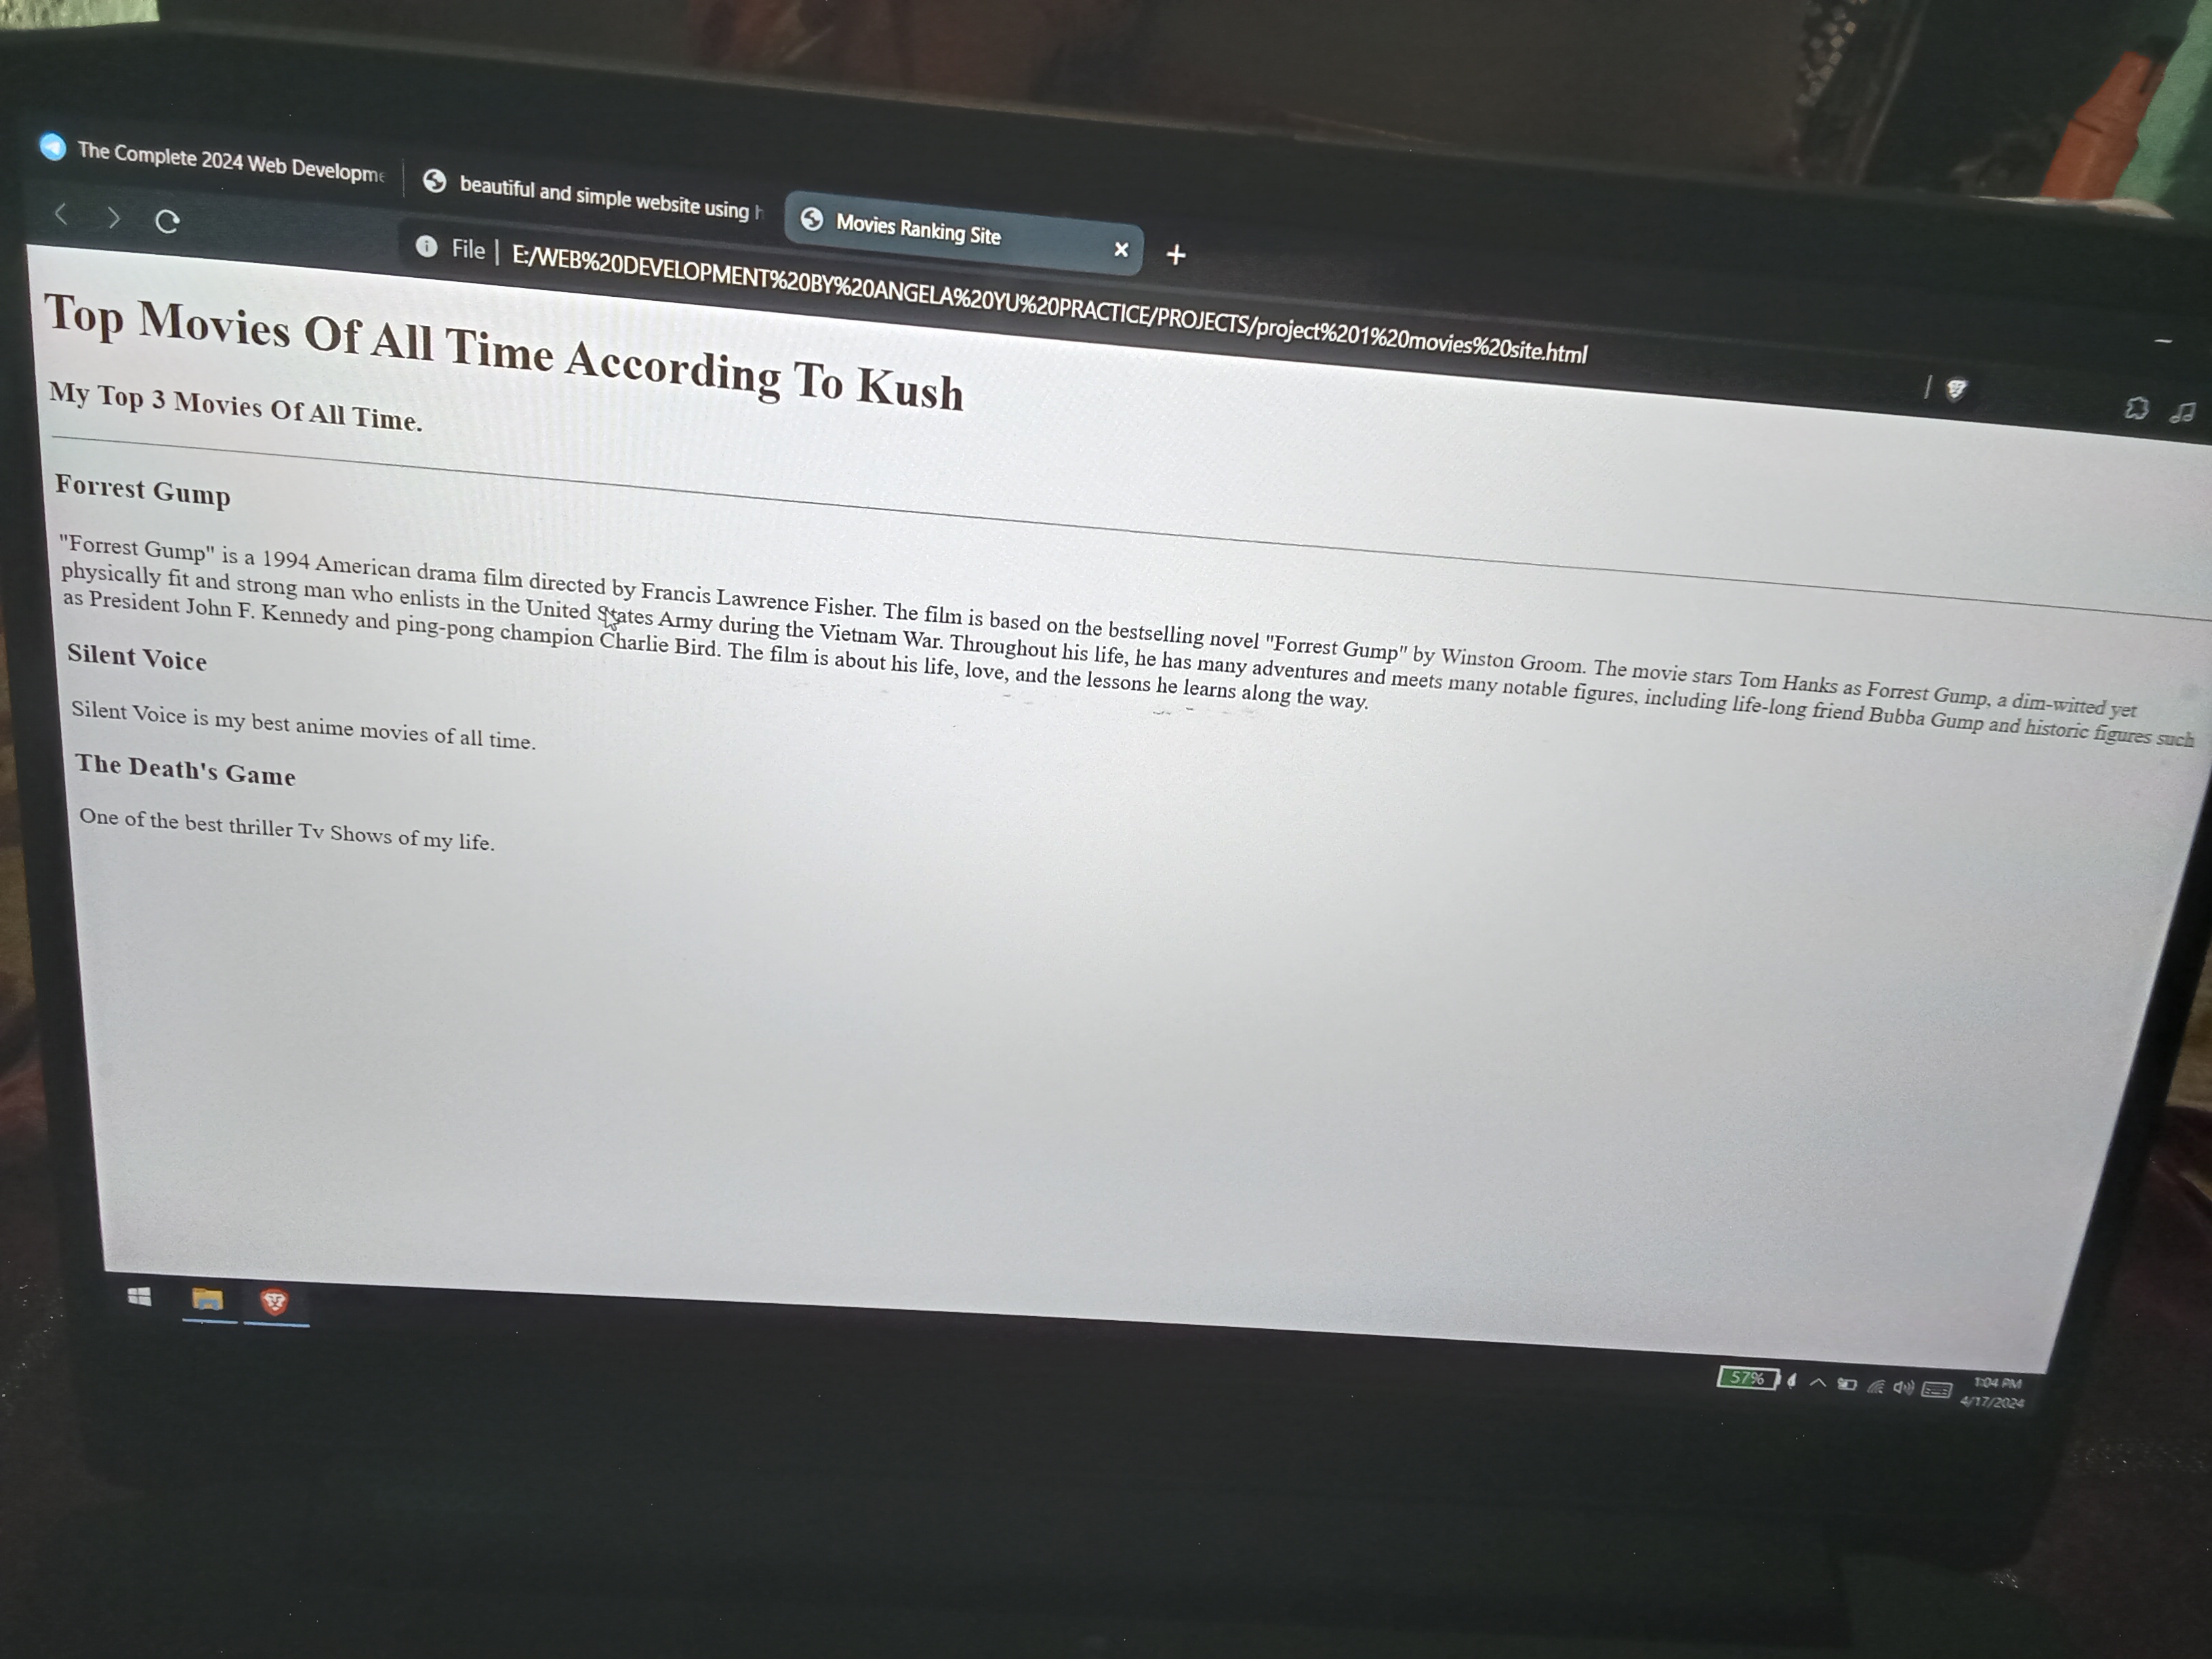 The Complete 2024 Web Developme
beautiful and simple website using h
Movies Ranking Site
File | E:/WEB%20DEVELOPMENT%20BY%20ANGELA%20YU%20PRACTICE/PROJECTS/project%201%20movies%20site.html
Top Movies Of All Time According To Kush
My Top 3 Movies Of All Time.
Forrest Gump
"Forrest Gump" is a 1994 American drama film directed by Francis Lawrence Fisher. The film is based on the bestselling novel "Forrest Gump" by Winston Groom. The movie stars Tom Hanks as Forrest Gump, a dim-witted yet
physically fit and strong man who enlists in the United States Army during the Vietnam War. Throughout his life, he has many adventures and meets many notable figures, including life-long friend Bubba Gump and historic figures such
as President John F. Kennedy and ping-pong champion Charlie Bird. The film is about his life, love, and the lessons he learns along the way.
Silent Voice
Silent Voice is my best anime movies of all time.
The Death's Game
One of the best thriller Tv Shows of my life.
57%
1:04 PM
4/17/2024